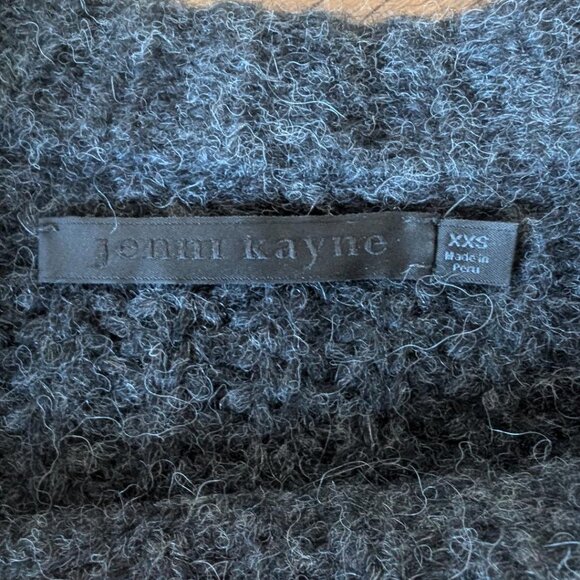 jenni kayne
XXS
Made in
Peru